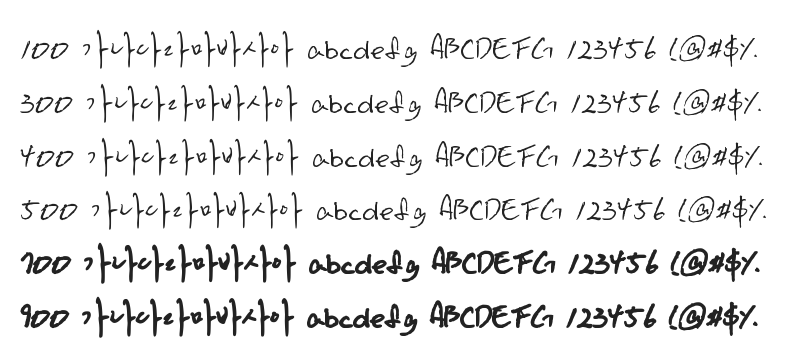 100 가나다라마바사아 abcdefg ABCDEFG 123456 !@#$%
300 가나다라마바사아 abcdefg ABCDEFG 123456 !@#$%
400 가나다라마바사아 abcdefg ABCDEFG 123456 !@#$%
500 가나다라마바사아 abcdefg ABCDEFG 123456 !@#$%
700 가나다라마바사아 abcdefg ABCDEFG 123456 !@#$%
900 가나다라마바사아 abcdefg ABCDEFG 123456 !@#$%